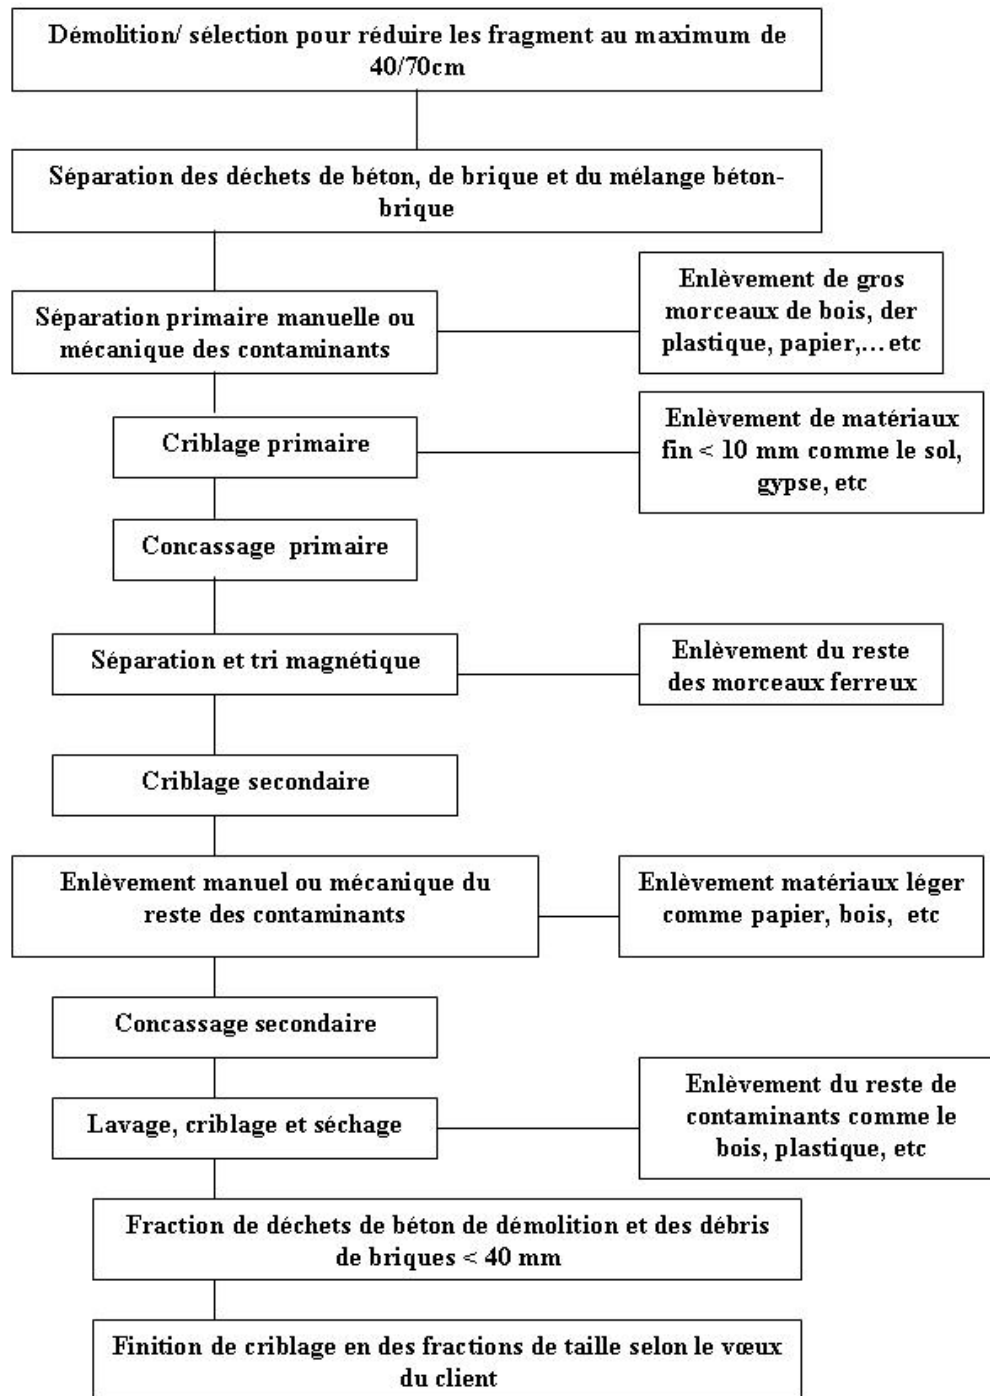 Démolition/ sélection pour réduire les fragment au maximum de
40/70cm
Séparation des déchets de béton, de brique et du mélange béton-
brique
Séparation primaire manuelle ou
mécanique des contaminants
Enlèvement de gros
morceaux de bois, der
plastique, papier,... etc
Criblage primaire
Enlèvement de matériaux
fin < 10 mm comme le sol,
gypse, etc
Concassage primaire
Séparation et tri magnétique
Enlèvement du reste
des morceaux ferreux
Criblage secondaire
Enlèvement manuel ou mécanique du
reste des contaminants
Enlèvement matériaux léger
comme papier, bois, etc
Concassage secondaire
Lavage, criblage et séchage
Enlèvement du reste de
contaminants comme le
bois, plastique, etc
Fraction de déchets de béton de démolition et des débris
de briques < 40 mm
Finition de criblage en des fractions de taille selon le vœux
du client